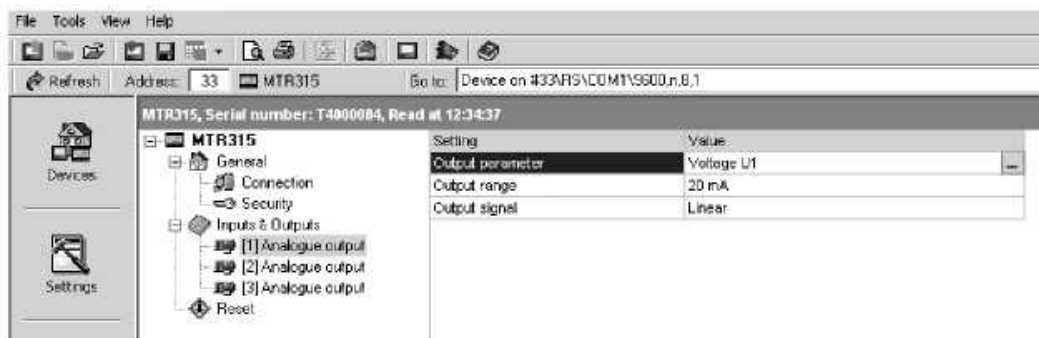 File Tools View Help
Refresh Address: 33 MTR315 Go to: Device on #33\RS\COM1\9600,n,8,1
MTR315, Serial number: T4000084, Read at 12:34:37
Devices
Settings
MTR315
General
Connection
Security
Inputs & Outputs
[1] Analogue output
[2] Analogue output
[3] Analogue output
Reset
Setting Value
Output parameter Voltage U1 ...
Output range 20 mA
Output signal Linear